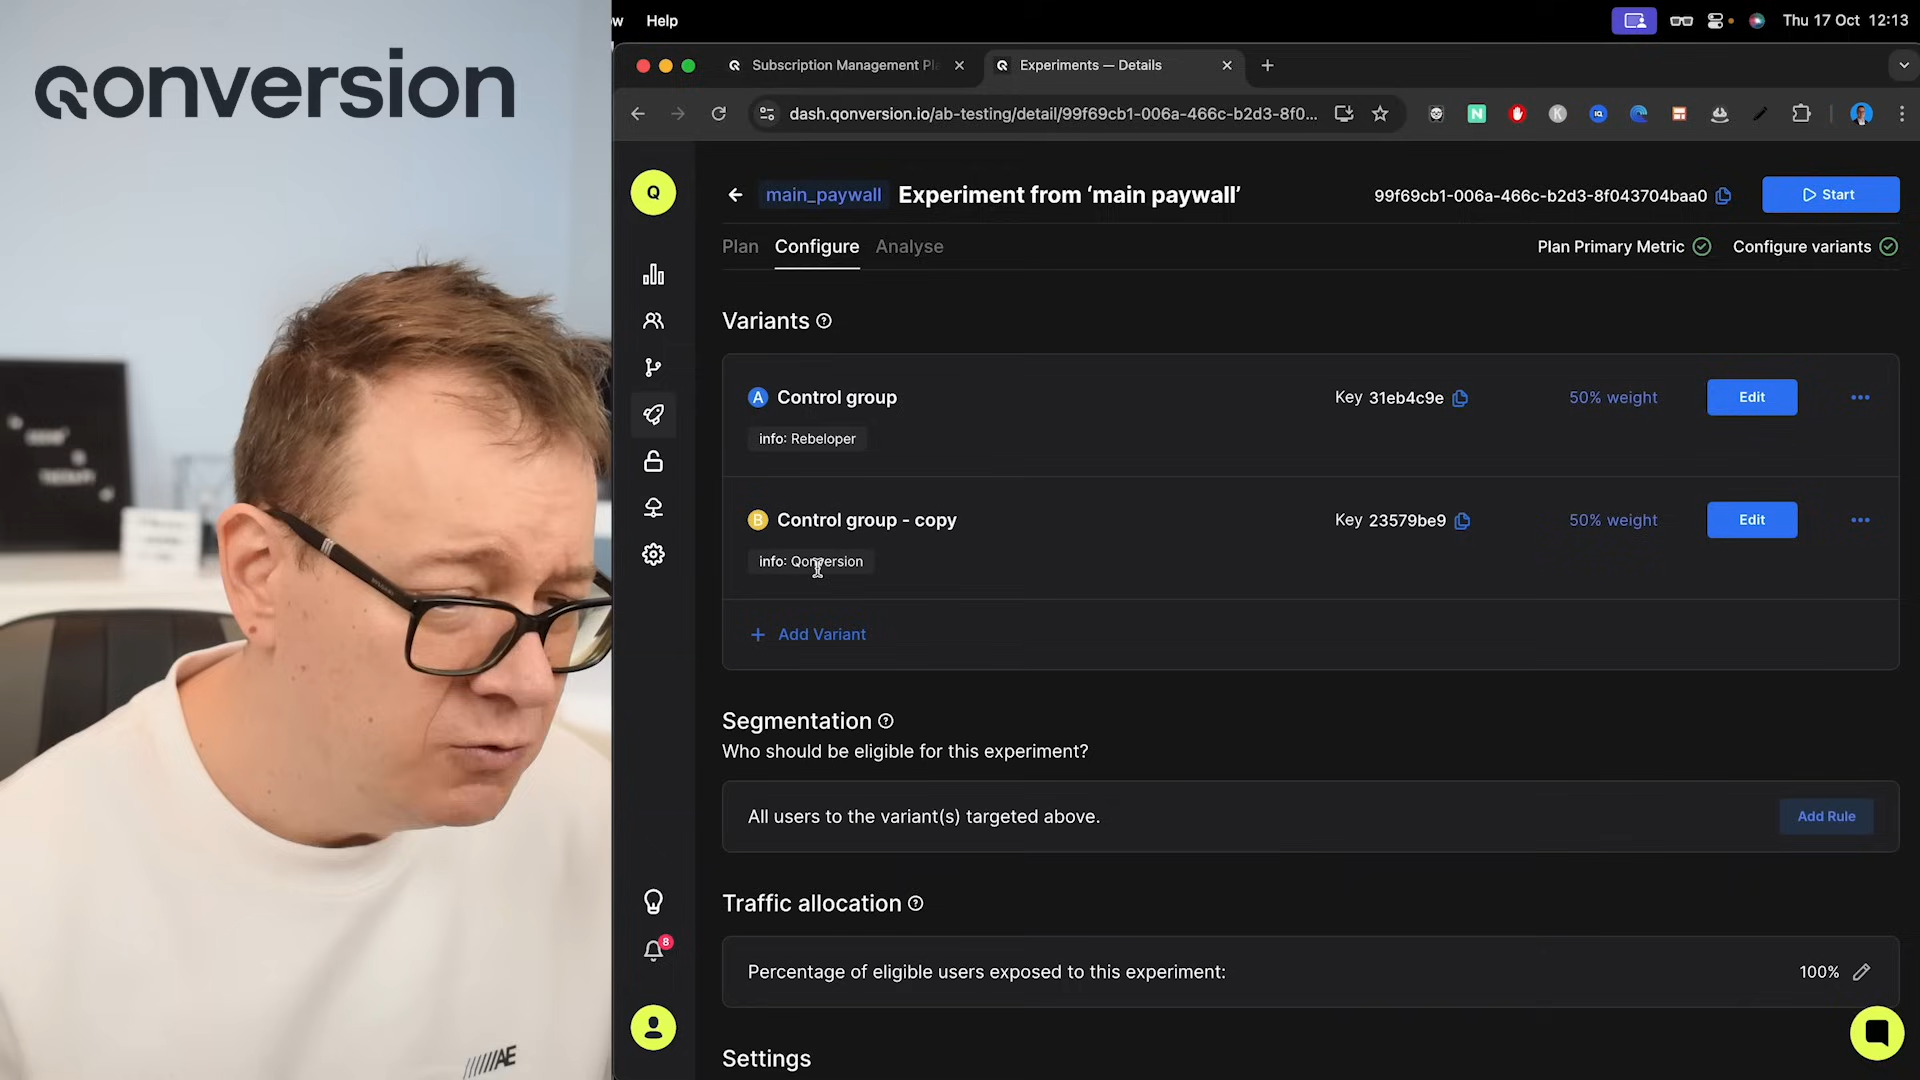 Qonversion
w Help
Thu 17 Oct 12:13
Subscription Management Pl
Experiments — Details
dash.qonversion.io/ab-testing/detail/99f69cb1-006a-466c-b2d3-8f0...
Q
main_paywall Experiment from ‘main paywall’
99f69cb1-006a-466c-b2d3-8f043704baa0
Start
Plan Configure Analyse
Plan Primary Metric
Configure variants
Variants
A Control group
Key 31eb4c9e
50% weight
Edit
info: Rebeloper
B Control group - copy
Key 23579be9
50% weight
Edit
info: Qonversion
+ Add Variant
Segmentation
Who should be eligible for this experiment?
All users to the variant(s) targeted above.
Add Rule
Traffic allocation
Percentage of eligible users exposed to this experiment:
100%
8
Settings
AE